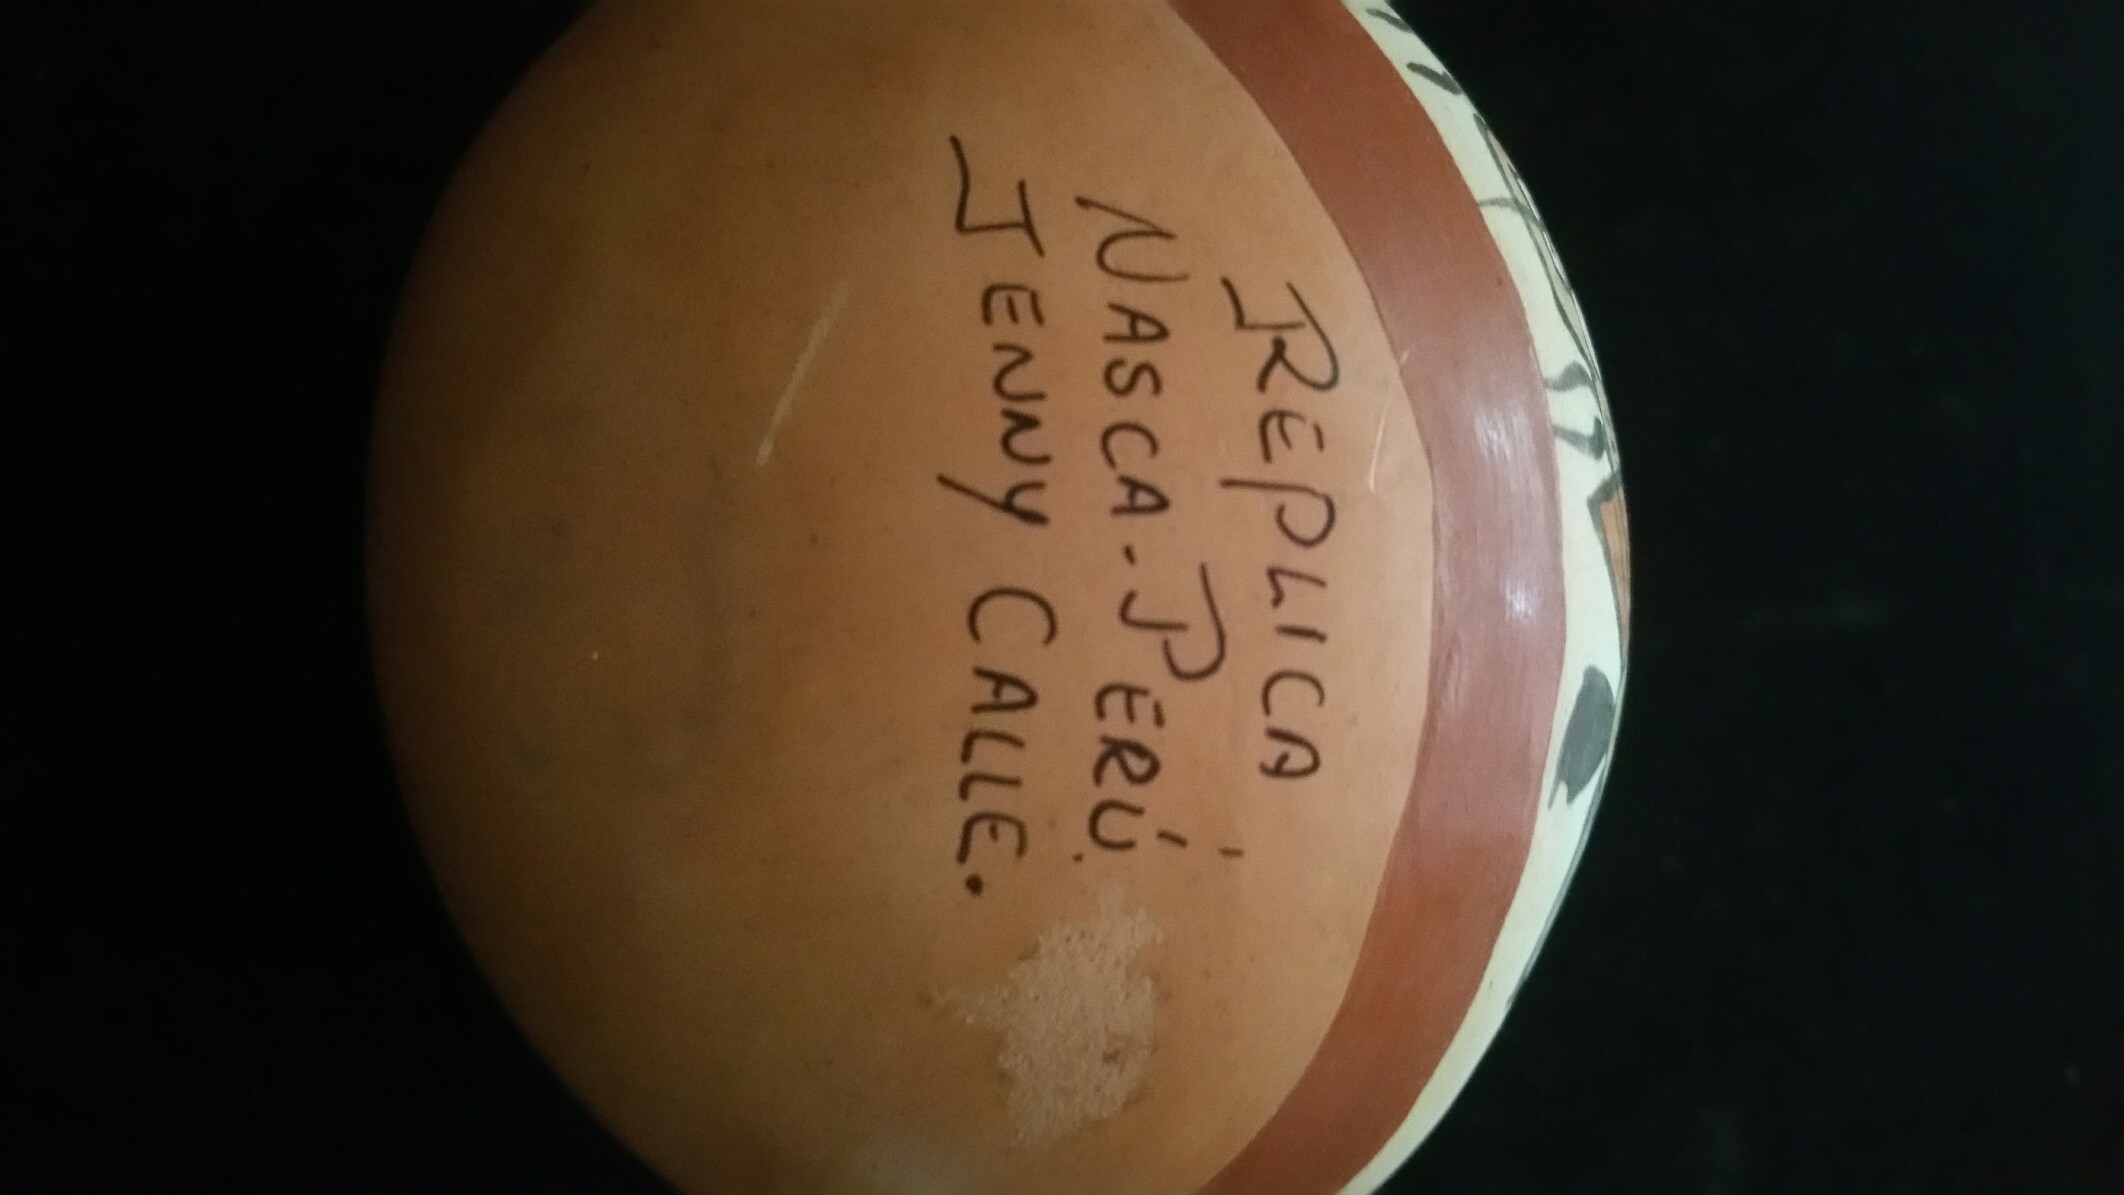 REPLICA
NASCA-PERÚ.
JENNY CALLE.